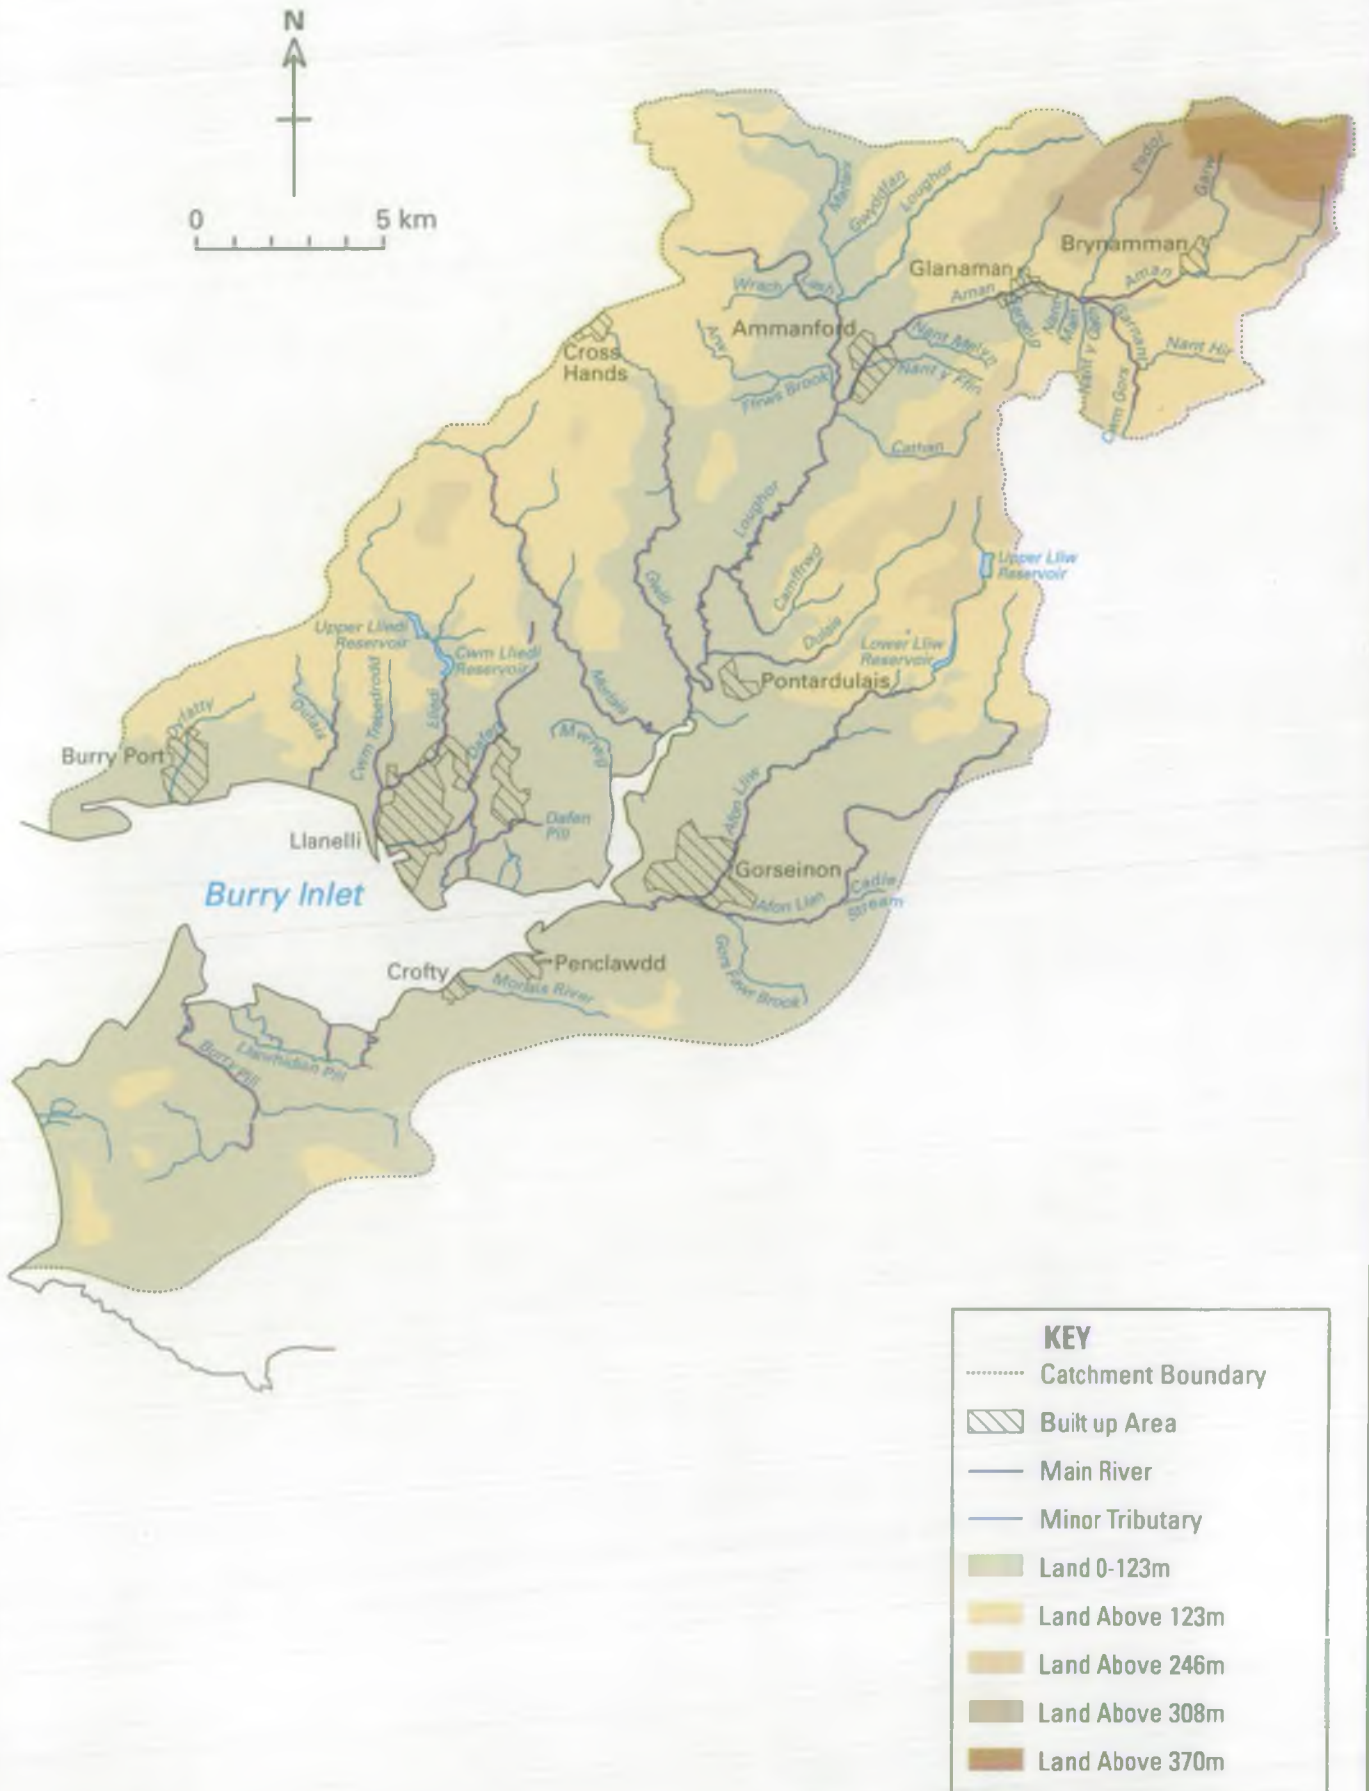 N
0 5 km
Marlais
Gwyddfan
Loughor
Pedol
Garw
Brynamman
Glanaman
Aman
Aman
Wrach
Lash
Ammanford
Nant Melyn
Nant y Ffin
Nant Hir
Garnant
Cwm Gors
Cross
Hands
Ffrws Brook
Cathan
Loughor
Upper Lliw
Reservoir
Camffrwd
Gwili
Dulais
Lower Lliw
Reservoir
Upper Lliedi
Reservoir
Cwm Lliedi
Reservoir
Pontardulais
Morlais
Dulais
Cwm Trapedrodd
Lliedi
Dafen
Burry Port
Afon Lliw
Llanelli
Dafen
Pill
Gorseinon
Burry Inlet
Afon Llan
Cadle
Stream
Gors Fawr Brook
Crofty
Penclawdd
Morlais River
Llanrhidian Pill
Burry Pill
KEY
Catchment Boundary
Built up Area
Main River
Minor Tributary
Land 0-123m
Land Above 123m
Land Above 246m
Land Above 308m
Land Above 370m